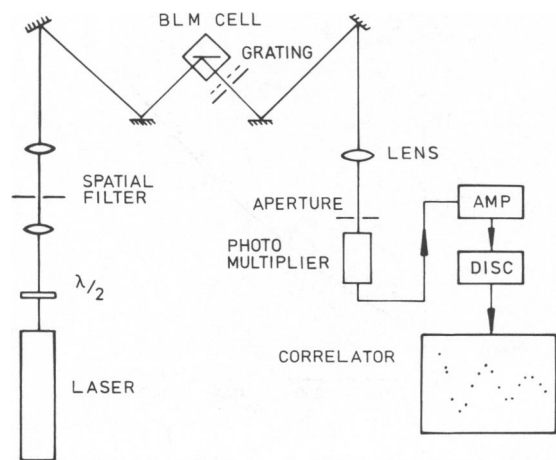 BLM CELL
GRATING
LENS
SPATIAL
FILTER
APERTURE
AMP
PHOTO
MULTIPLIER
DISC
λ/2
CORRELATOR
LASER